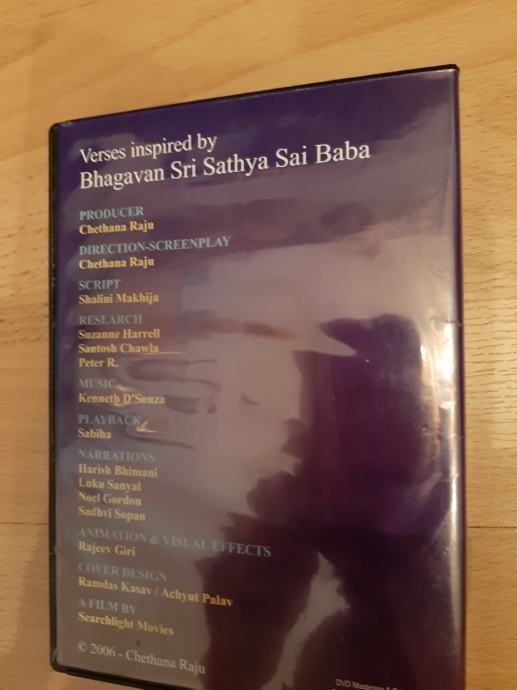 Verses inspired by
Bhagavan Sri Sathya Sai Baba
PRODUCER
Chethana Raju
DIRECTION-SCREENPLAY
Chethana Raju
SCRIPT
Shalini Makhija
RESEARCH
Suzanne Harrell
Santosh Chawla
Peter R.
MUSIC
Kenneth D'Souza
PLAYBACK
Sabiha
NARRATIONS
Harish Bhimani
Luku Sanyal
Noel Gordon
Sadhvi Sopan
ANIMATION & VISUAL EFFECTS
Rajeev Giri
COVER DESIGN
Ramdas Kasav / Achyut Palav
A FILM BY
Searchlight Movies
© 2006 - Chethana Raju
DVD